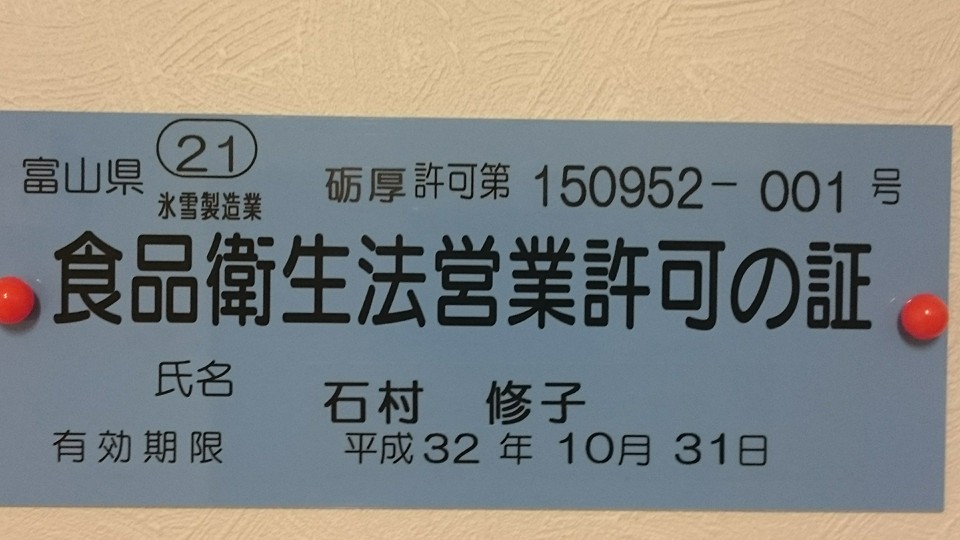 富山県 21 砺厚許可第 150952－001 号
氷雪製造業
食品衛生法営業許可の証
氏名 石村 修子
有効期限 平成32年10月31日